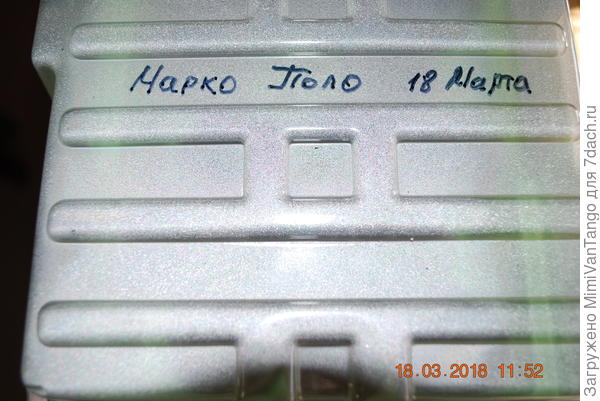 Марко Поло 18 Марта
18.03.2018 11:52
Загружено MimiVanTango для 7dach.ru